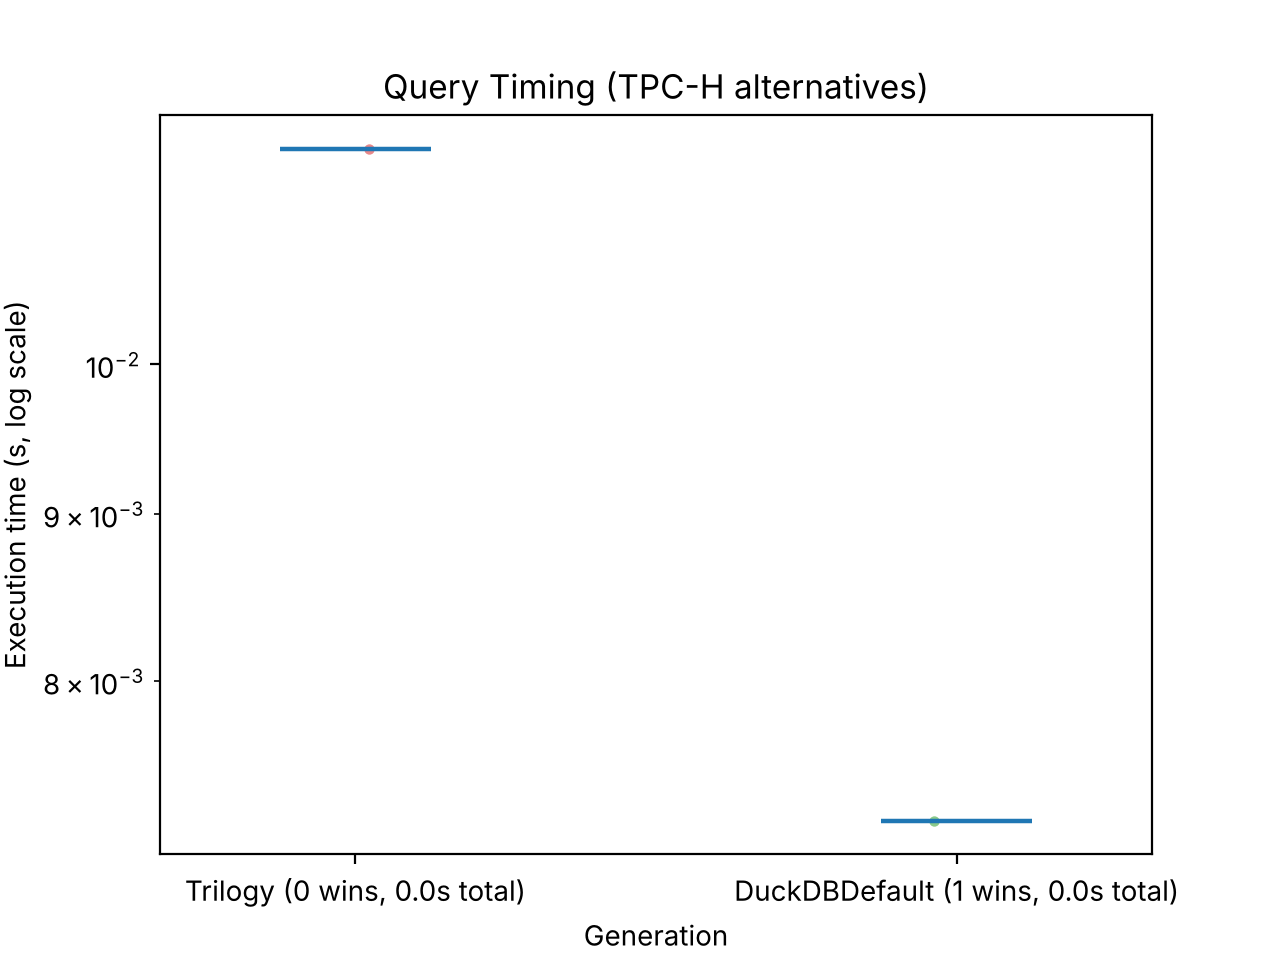 Query Timing (TPC-H alternatives)
Execution time (s, log scale)
10⁻²
9 × 10⁻³
8 × 10⁻³
Trilogy (0 wins, 0.0s total)
DuckDBDefault (1 wins, 0.0s total)
Generation